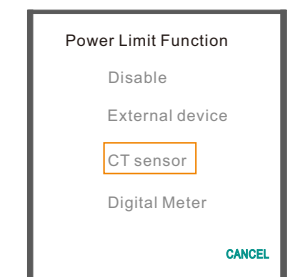 Power Limit Function
Disable
External device
CT sensor
Digital Meter
CANCEL